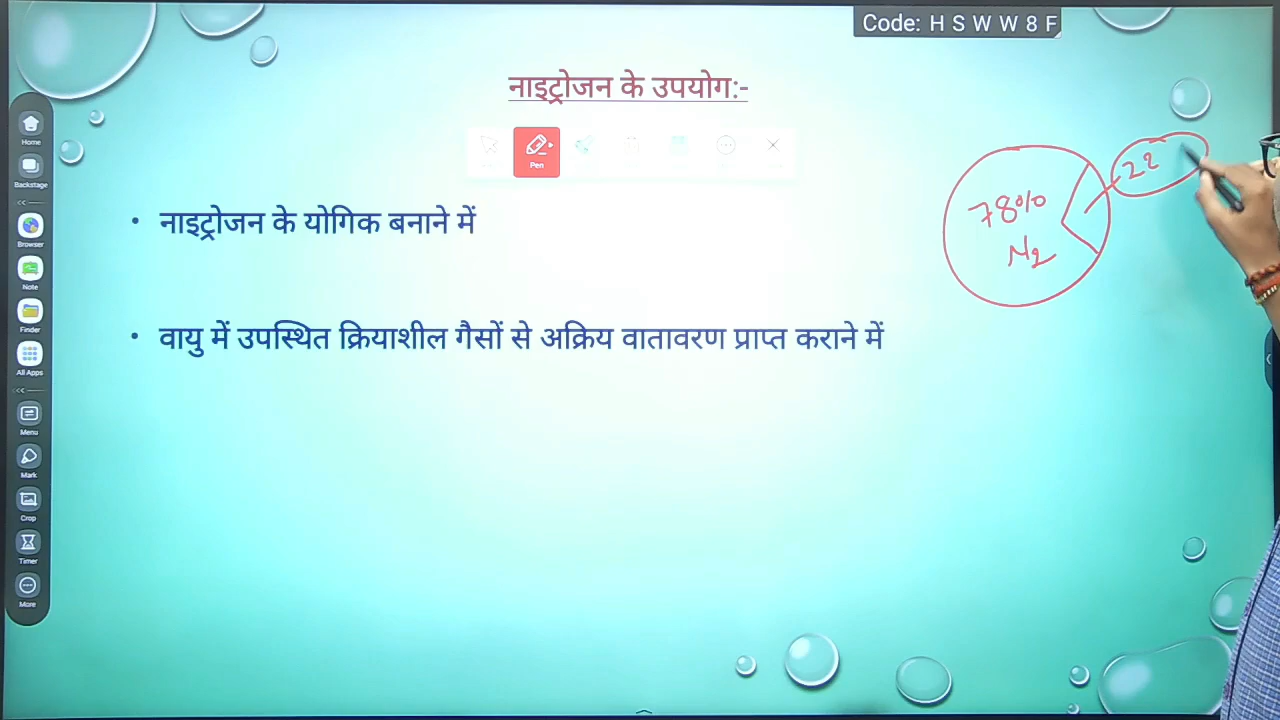 Code: H S W W 8 F
नाइट्रोजन के उपयोग:-
Pen
• नाइट्रोजन के योगिक बनाने में
• वायु में उपस्थित क्रियाशील गैसों से अक्रिय वातावरण प्राप्त कराने में
78%
N2
22
Home
Backstage
Browser
Note
Finder
All Apps
Menu
Mark
Crop
Timer
More